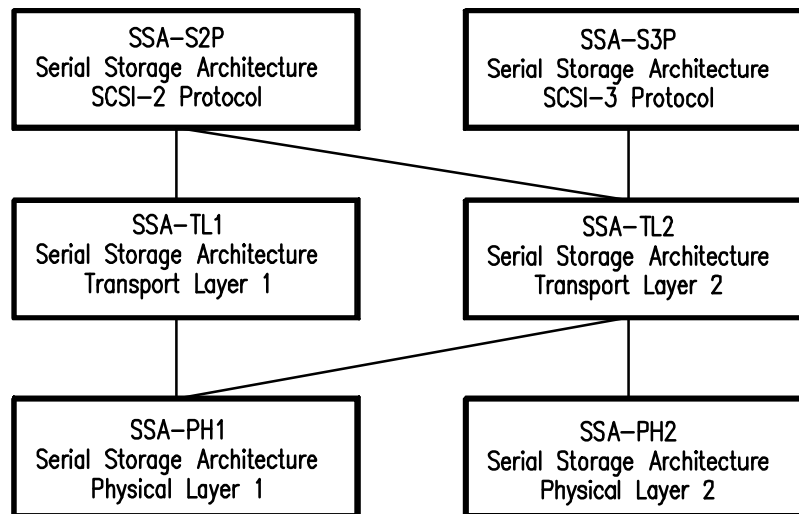 SSA-S2P
Serial Storage Architecture
SCSI-2 Protocol
SSA-S3P
Serial Storage Architecture
SCSI-3 Protocol
SSA-TL1
Serial Storage Architecture
Transport Layer 1
SSA-TL2
Serial Storage Architecture
Transport Layer 2
SSA-PH1
Serial Storage Architecture
Physical Layer 1
SSA-PH2
Serial Storage Architecture
Physical Layer 2